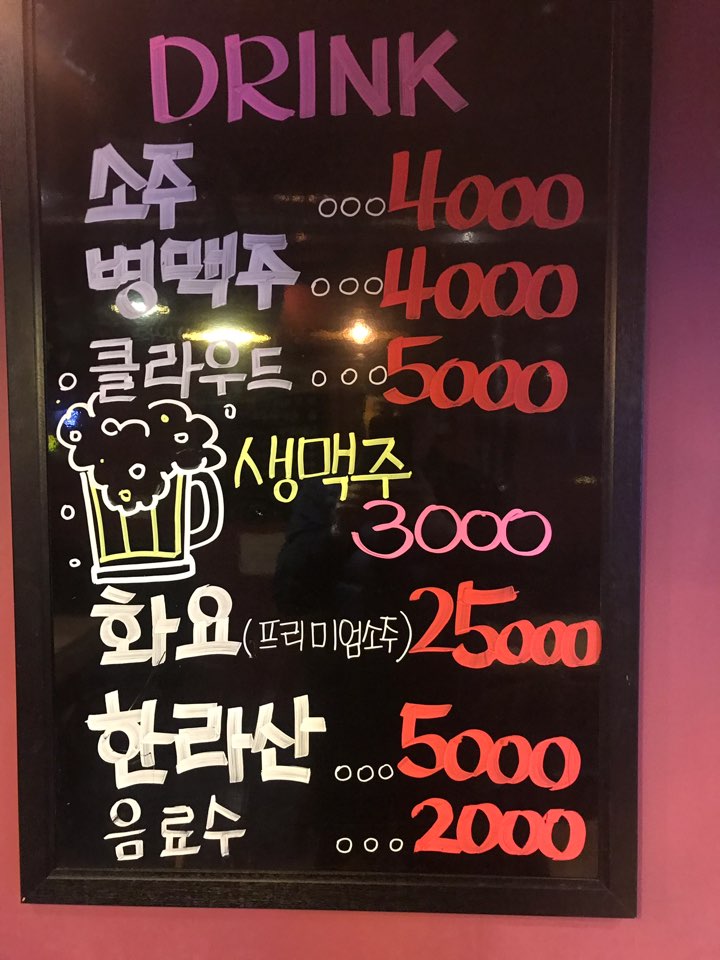 DRINK
소주 ...4000
병맥주 ...4000
클라우드 ...5000
생맥주
3000
화요(프리미엄소주)25000
한라산 ...5000
음료수 ...2000